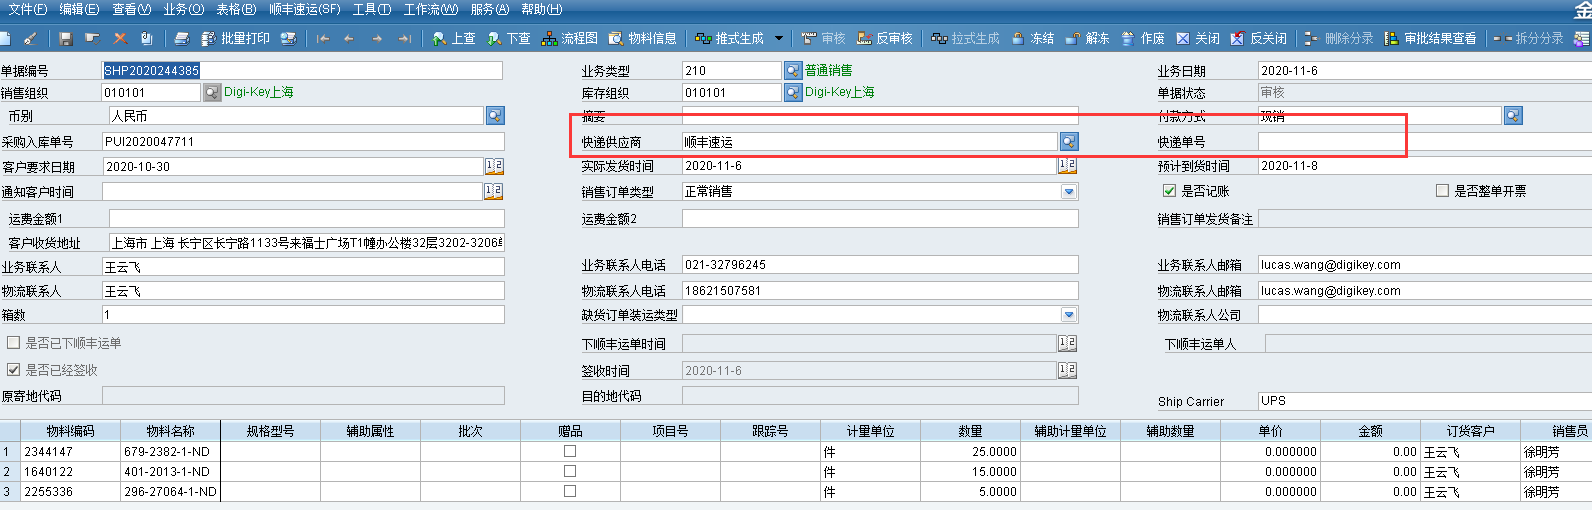 文件(F) 编辑(E) 查看(V) 业务(O) 表格(B) 顺丰速运(SF) 工具(T) 工作流(W) 服务(A) 帮助(H) 金
批量打印 上查 下查 流程图 物料信息 推式生成 审核 反审核 拉式生成 冻结 解冻 作废 关闭 反关闭 删除分录 审批结果查看 拆分分录
单据编号 SHP2020244385 业务类型 210 普通销售 业务日期 2020-11-6
销售组织 010101 Digi-Key上海 库存组织 010101 Digi-Key上海 单据状态 审核
币别 人民币 摘要 付款方式 现销
采购入库单号 PUI2020047711 快递供应商 顺丰速运 快递单号
客户要求日期 2020-10-30 实际发货时间 2020-11-6 预计到货时间 2020-11-8
通知客户时间 销售订单类型 正常销售 是否记账 是否整单开票
运费金额1 运费金额2 销售订单发货备注
客户收货地址 上海市 上海 长宁区长宁路1133号来福士广场T1幢办公楼32层3202-3206单
业务联系人 王云飞 业务联系人电话 021-32796245 业务联系人邮箱 lucas.wang@digikey.com
物流联系人 王云飞 物流联系人电话 18621507581 物流联系人邮箱 lucas.wang@digikey.com
箱数 1 缺货订单装运类型 物流联系人公司
是否已下顺丰运单 下顺丰运单时间 下顺丰运单人
是否已经签收 签收时间 2020-11-6
原寄地代码 目的地代码 Ship Carrier UPS
物料编码 物料名称 规格型号 辅助属性 批次 赠品 项目号 跟踪号 计量单位 数量 辅助计量单位 辅助数量 单价 金额 订货客户 销售员
1 2344147 679-2382-1-ND 件 25.0000 0.000000 0.00 王云飞 徐明芳
2 1640122 401-2013-1-ND 件 15.0000 0.000000 0.00 王云飞 徐明芳
3 2255336 296-27064-1-ND 件 5.0000 0.000000 0.00 王云飞 徐明芳